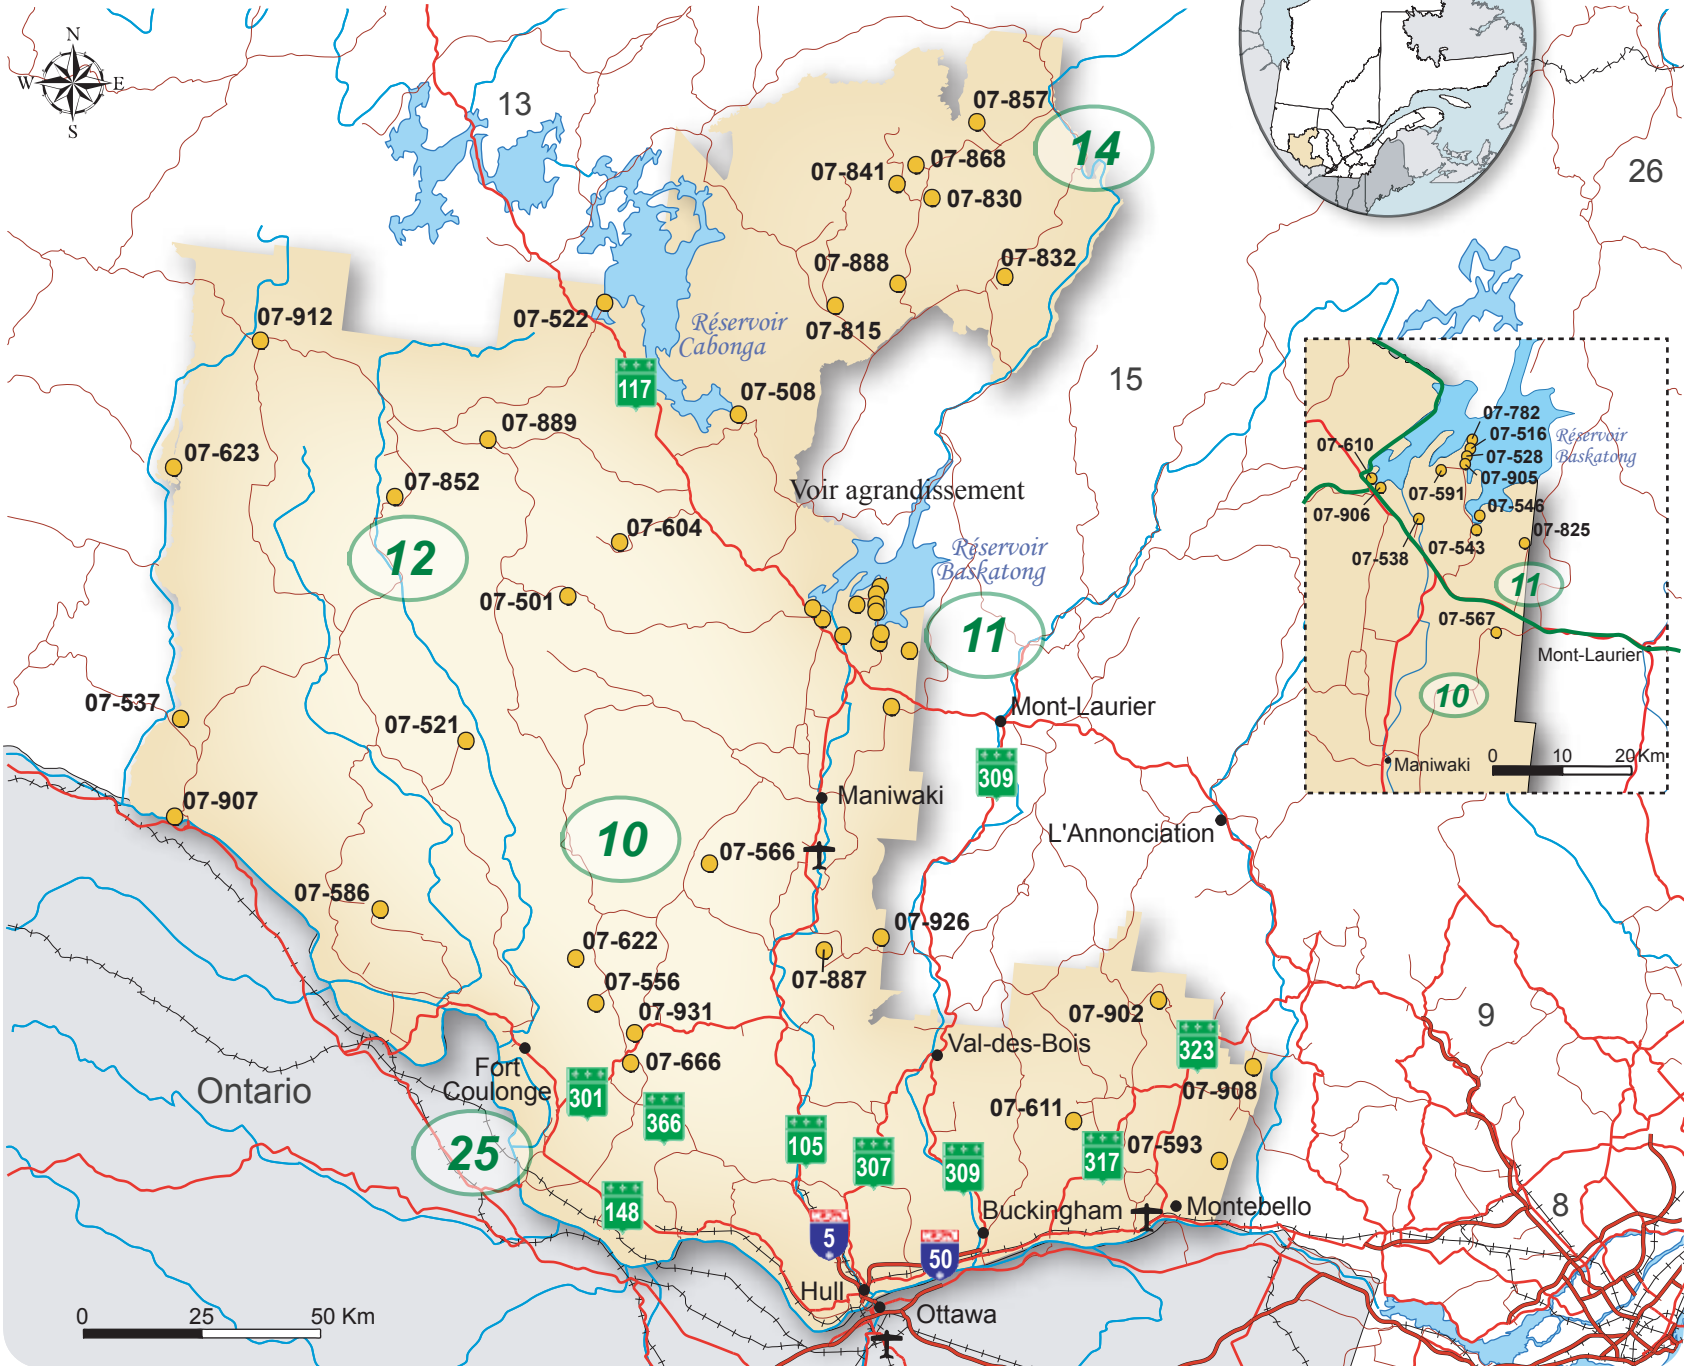 N
W
E
S
13
14
26
07-857
07-868
07-841
07-830
07-888
07-832
07-815
07-912
07-522
Réservoir
Cabonga
117
07-508
15
07-889
07-623
07-852
Voir agrandissement
07-604
12
Réservoir
Baskatong
07-501
11
07-537
07-521
Mont-Laurier
309
Maniwaki
07-907
L'Annonciation
10
07-566
07-586
07-926
07-622
07-887
07-556
07-931
07-902
9
Val-des-Bois
323
Fort
Coulonge
07-666
Ontario
301
07-908
366
07-611
105
07-593
25
307
309
317
148
Buckingham
Montebello
8
5
50
Hull
Ottawa
0 25 50 Km
07-782
07-516
07-610
Réservoir
Baskatong
07-528
07-905
07-591
07-906
07-546
07-825
07-538
07-543
11
07-567
Mont-Laurier
10
Maniwaki
0 10 20 Km